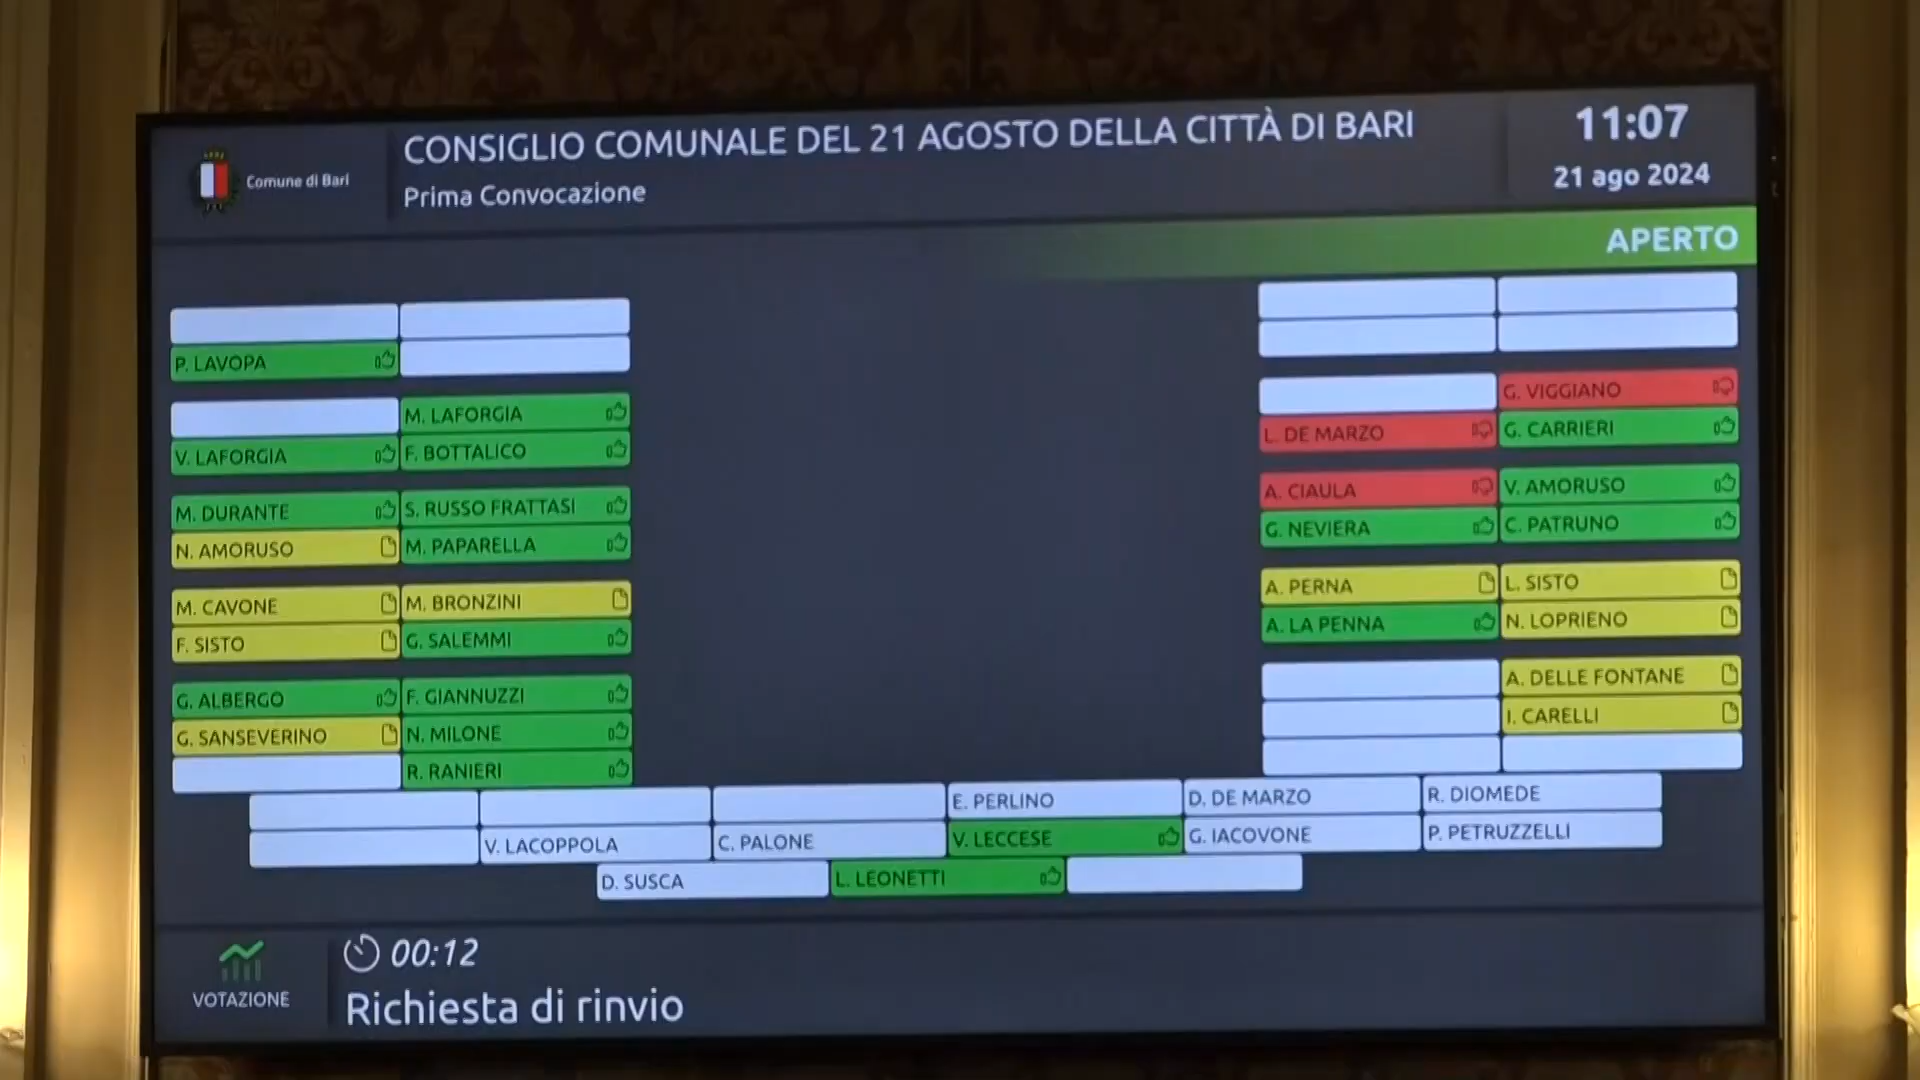 Comune di Bari
CONSIGLIO COMUNALE DEL 21 AGOSTO DELLA CITTÀ DI BARI
Prima Convocazione
11:07
21 ago 2024
APERTO
P. LAVOPA
M. LAFORGIA
V. LAFORGIA
F. BOTTALICO
M. DURANTE
S. RUSSO FRATTASI
N. AMORUSO
M. PAPARELLA
M. CAVONE
M. BRONZINI
F. SISTO
G. SALEMMI
G. ALBERGO
F. GIANNUZZI
G. SANSEVERINO
N. MILONE
R. RANIERI
G. VIGGIANO
L. DE MARZO
G. CARRIERI
A. CIAULA
V. AMORUSO
G. NEVIERA
C. PATRUNO
A. PERNA
L. SISTO
A. LA PENNA
N. LOPRIENO
A. DELLE FONTANE
I. CARELLI
E. PERLINO
D. DE MARZO
R. DIOMEDE
V. LACOPPOLA
C. PALONE
V. LECCESE
G. IACOVONE
P. PETRUZZELLI
D. SUSCA
L. LEONETTI
VOTAZIONE
00:12
Richiesta di rinvio